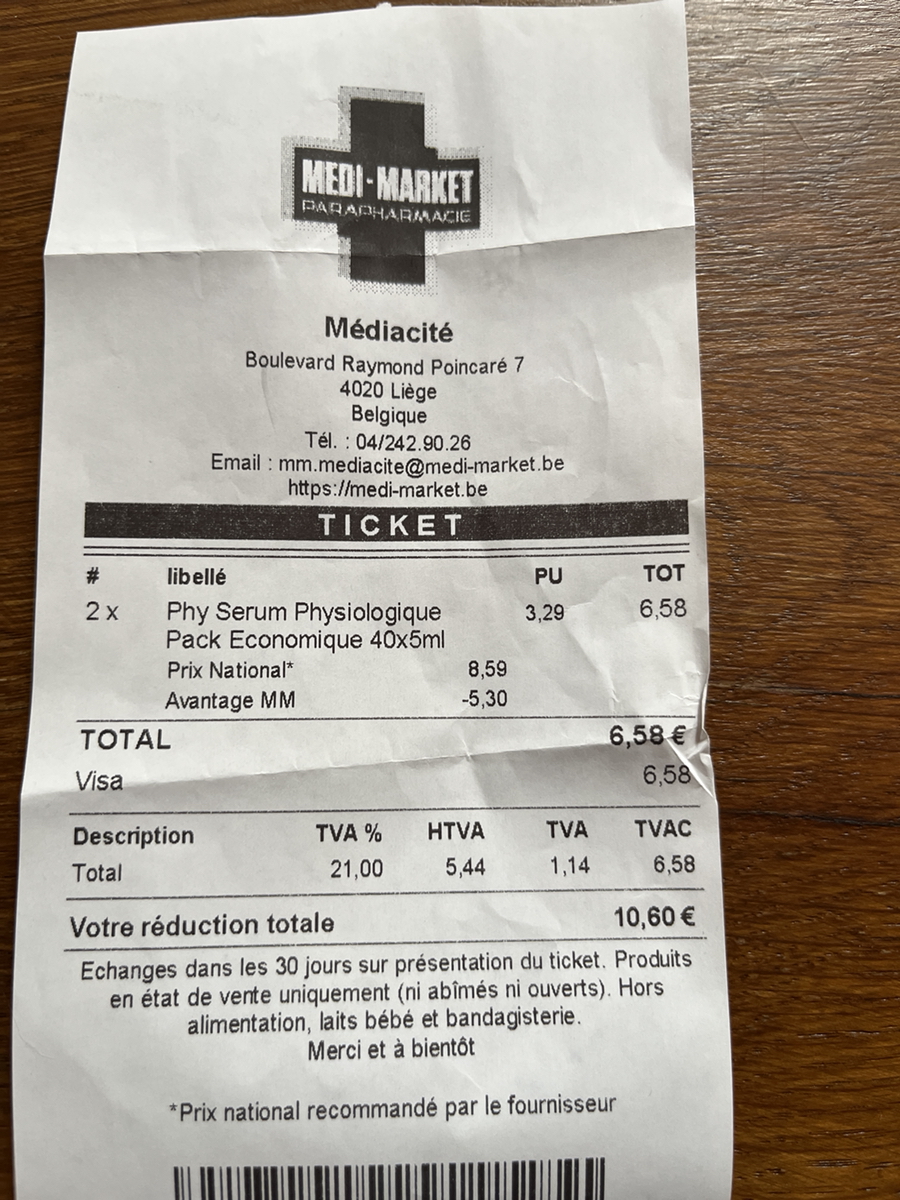 MEDI-MARKET
PARAPHARMACIE
Médiacité
Boulevard Raymond Poincaré 7
4020 Liège
Belgique
Tél. : 04/242.90.26
Email : mm.mediacite@medi-market.be
https://medi-market.be
TICKET
# libellé PU TOT
2 x Phy Serum Physiologique 3,29 6,58
Pack Economique 40x5ml
Prix National* 8,59
Avantage MM -5,30
TOTAL 6,58 €
Visa 6,58
Description TVA % HTVA TVA TVAC
Total 21,00 5,44 1,14 6,58
Votre réduction totale 10,60 €
Echanges dans les 30 jours sur présentation du ticket. Produits
en état de vente uniquement (ni abîmés ni ouverts). Hors
alimentation, laits bébé et bandagisterie.
Merci et à bientôt
*Prix national recommandé par le fournisseur